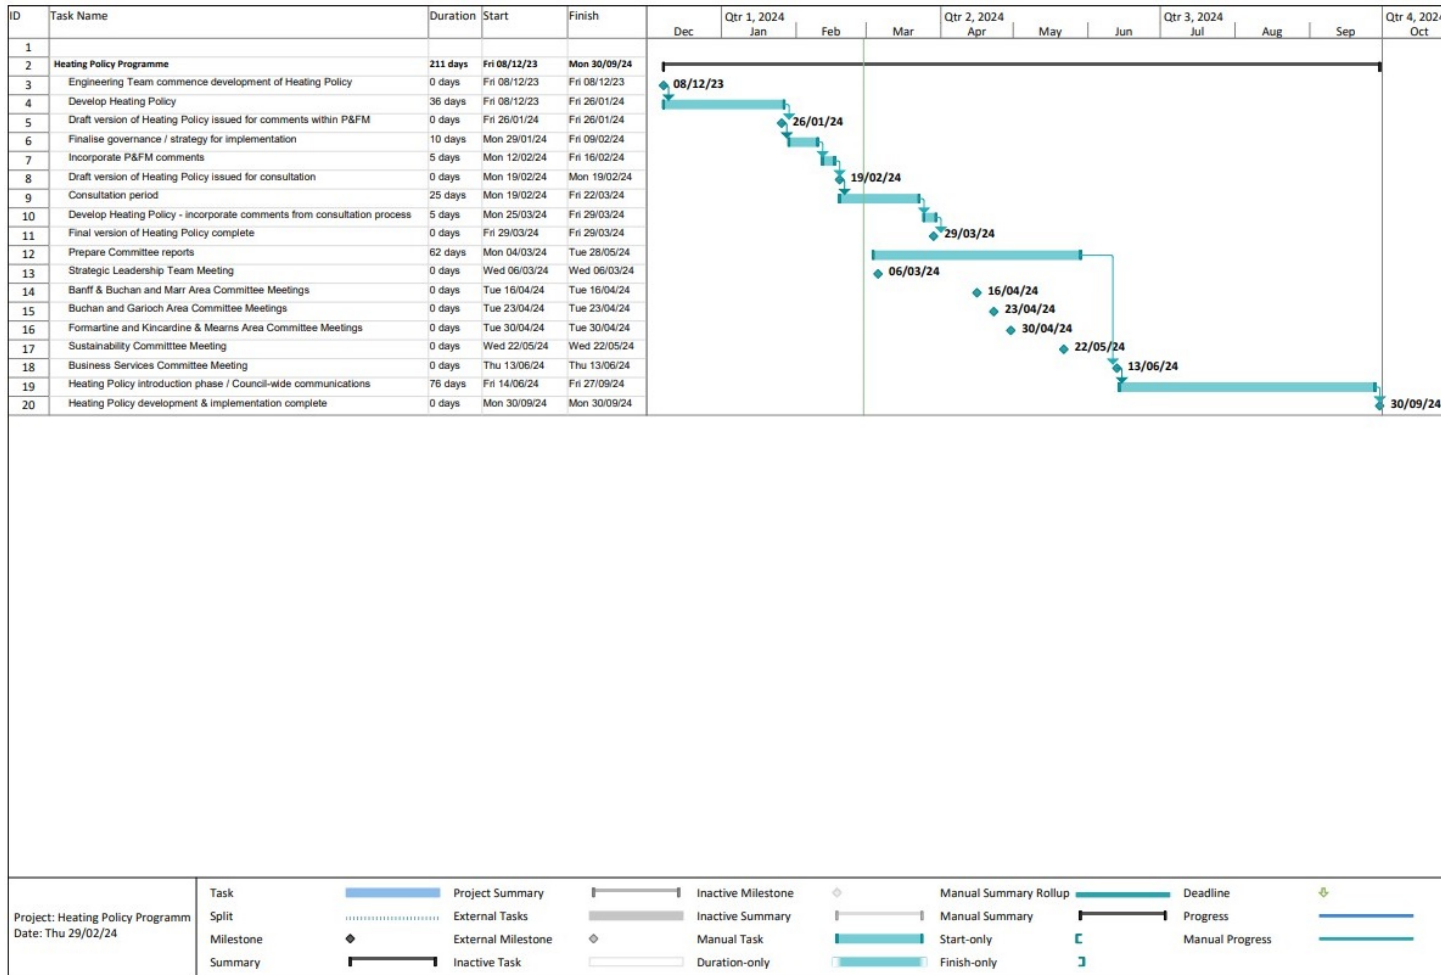 ID Task Name Duration Start Finish Qtr 1, 2024 Qtr 2, 2024 Qtr 3, 2024 Qtr 4, 2024
Dec Jan Feb Mar Apr May Jun Jul Aug Sep Oct
1
2 Heating Policy Programme 211 days Fri 08/12/23 Mon 30/09/24
3 Engineering Team commence development of Heating Policy 0 days Fri 08/12/23 Fri 08/12/23 08/12/23
4 Develop Heating Policy 36 days Fri 08/12/23 Fri 26/01/24
5 Draft version of Heating Policy issued for comments within P&FM 0 days Fri 26/01/24 Fri 26/01/24 26/01/24
6 Finalise governance / strategy for implementation 10 days Mon 29/01/24 Fri 09/02/24
7 Incorporate P&FM comments 5 days Mon 12/02/24 Fri 16/02/24
8 Draft version of Heating Policy issued for consultation 0 days Mon 19/02/24 Mon 19/02/24 19/02/24
9 Consultation period 25 days Mon 19/02/24 Fri 22/03/24
10 Develop Heating Policy - incorporate comments from consultation process 5 days Mon 25/03/24 Fri 29/03/24
11 Final version of Heating Policy complete 0 days Fri 29/03/24 Fri 29/03/24 29/03/24
12 Prepare Committee reports 62 days Mon 04/03/24 Tue 28/05/24
13 Strategic Leadership Team Meeting 0 days Wed 06/03/24 Wed 06/03/24 06/03/24
14 Banff & Buchan and Marr Area Committee Meetings 0 days Tue 16/04/24 Tue 16/04/24 16/04/24
15 Buchan and Garioch Area Committee Meetings 0 days Tue 23/04/24 Tue 23/04/24 23/04/24
16 Formartine and Kincardine & Mearns Area Committee Meetings 0 days Tue 30/04/24 Tue 30/04/24 30/04/24
17 Sustainability Committtee Meeting 0 days Wed 22/05/24 Wed 22/05/24 22/05/24
18 Business Services Committee Meeting 0 days Thu 13/06/24 Thu 13/06/24 13/06/24
19 Heating Policy introduction phase / Council-wide communications 76 days Fri 14/06/24 Fri 27/09/24
20 Heating Policy development & implementation complete 0 days Mon 30/09/24 Mon 30/09/24 30/09/24
Project: Heating Policy Programm
Date: Thu 29/02/24
Task Project Summary Inactive Milestone Manual Summary Rollup Deadline
Split External Tasks Inactive Summary Manual Summary Progress
Milestone External Milestone Manual Task Start-only Manual Progress
Summary Inactive Task Duration-only Finish-only